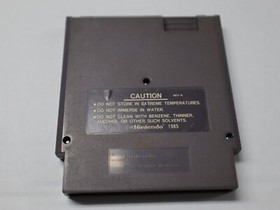 CAUTION REV-A
• DO NOT STORE IN EXTREME TEMPERATURES.
• DO NOT IMMERSE IN WATER
• DO NOT CLEAN WITH BENZENE, THINNER,
ALCOHOL OR OTHER SUCH SOLVENTS.
©Nintendo 1985